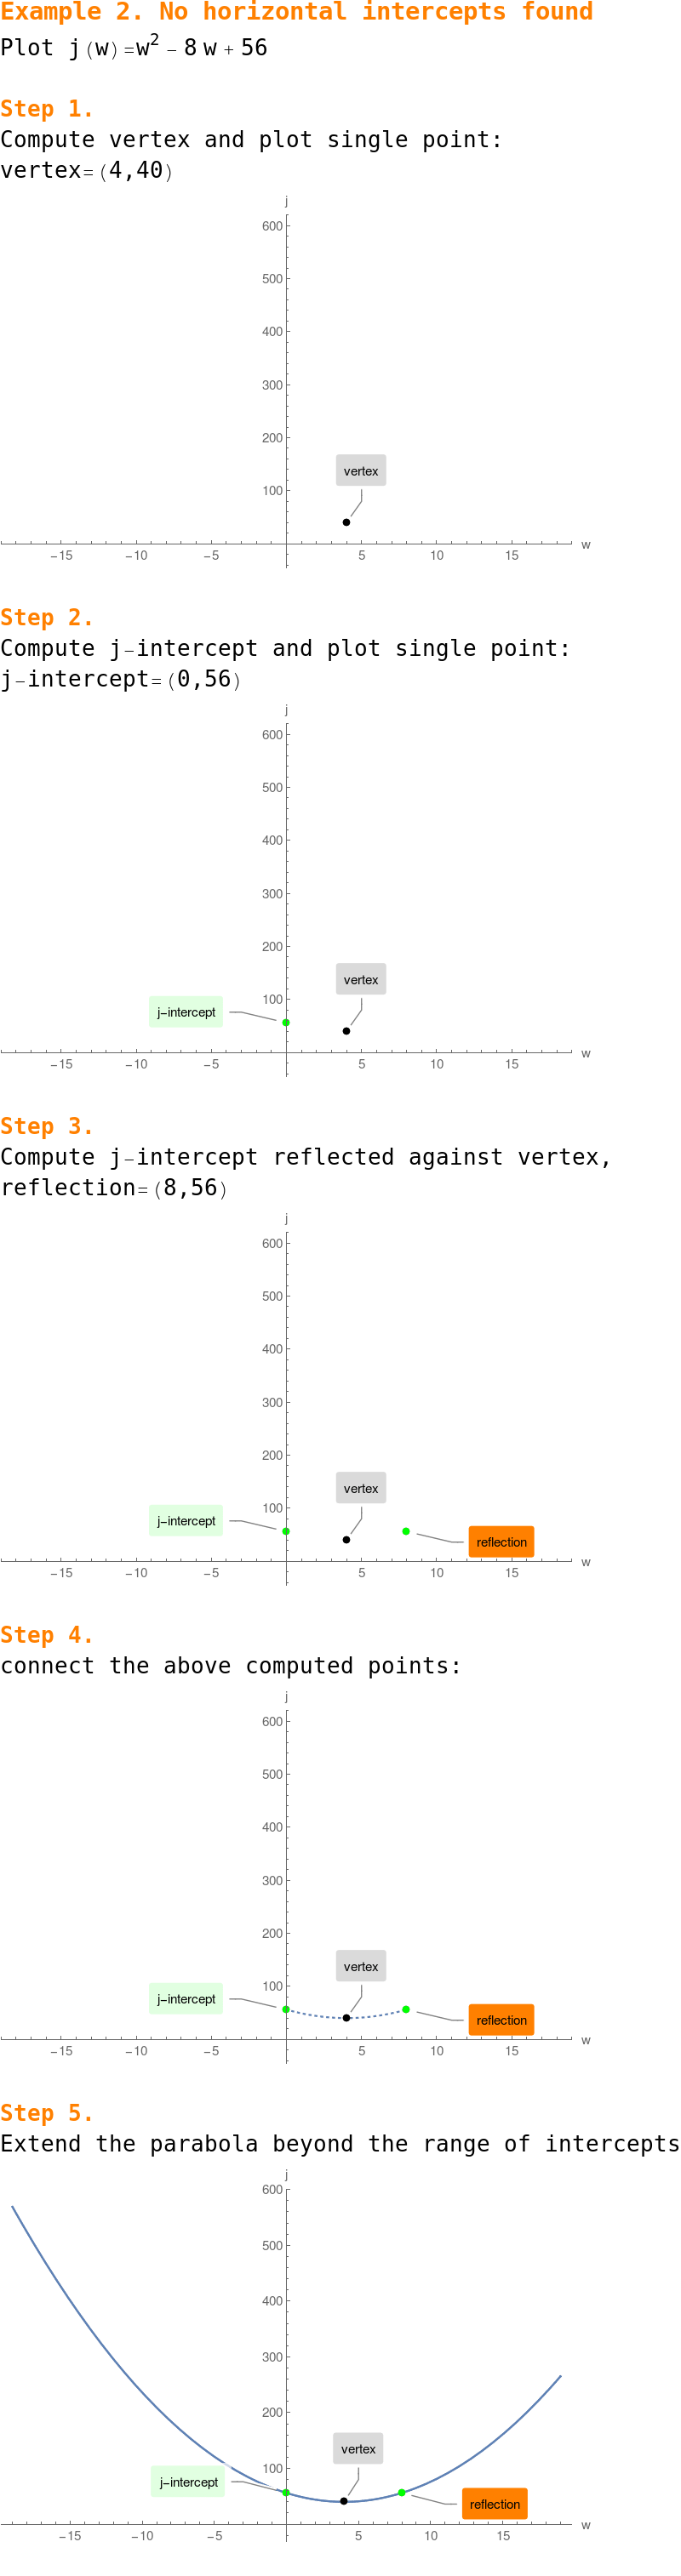 Example 2. No horizontal intercepts found
Plot j(w)=w² - 8 w + 56
Step 1.
Compute vertex and plot single point:
vertex=(4,40)
j
600
500
400
300
200
vertex
100
w
-15 -10 -5 5 10 15
Step 2.
Compute j-intercept and plot single point:
j-intercept=(0,56)
j
600
500
400
300
200
vertex
100
j-intercept
w
-15 -10 -5 5 10 15
Step 3.
Compute j-intercept reflected against vertex,
reflection=(8,56)
j
600
500
400
300
200
vertex
100
j-intercept
reflection
w
-15 -10 -5 5 10 15
Step 4.
connect the above computed points:
j
600
500
400
300
200
vertex
100
j-intercept
reflection
w
-15 -10 -5 5 10 15
Step 5.
Extend the parabola beyond the range of intercepts
j
600
500
400
300
200
vertex
100
j-intercept
reflection
w
-15 -10 -5 5 10 15